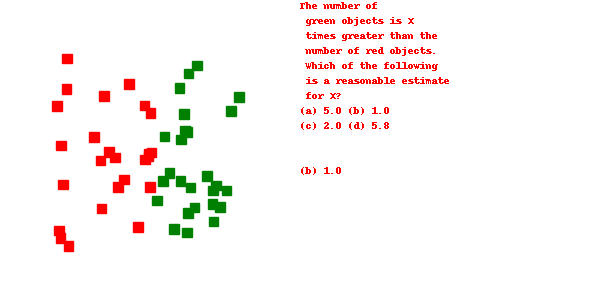 The number of
green objects is X
times greater than the
number of red objects.
Which of the following
is a reasonable estimate
for X?
(a) 5.0 (b) 1.0
(c) 2.0 (d) 5.8
(b) 1.0